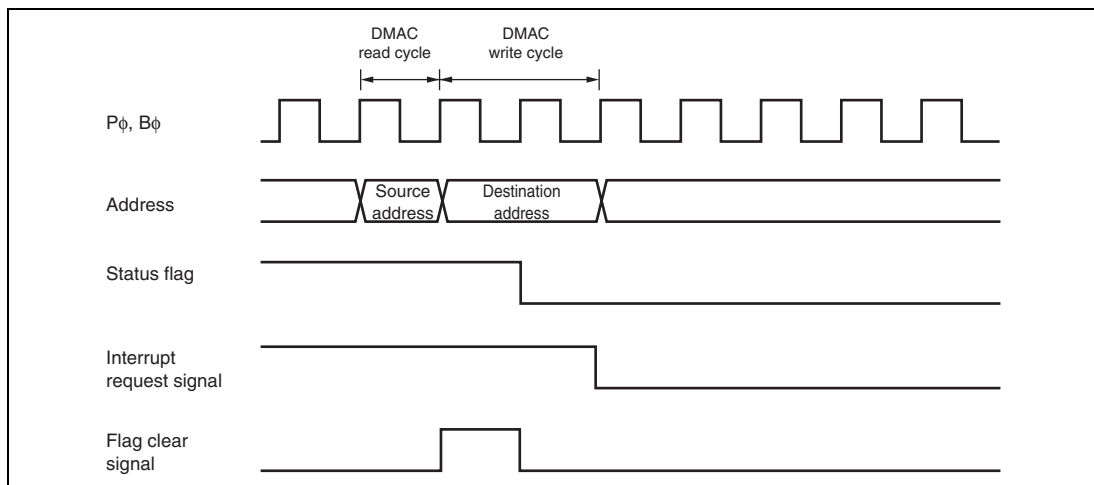 DMAC
read cycle
DMAC
write cycle
Pϕ, Bϕ
Address
Source
address
Destination
address
Status flag
Interrupt
request signal
Flag clear
signal